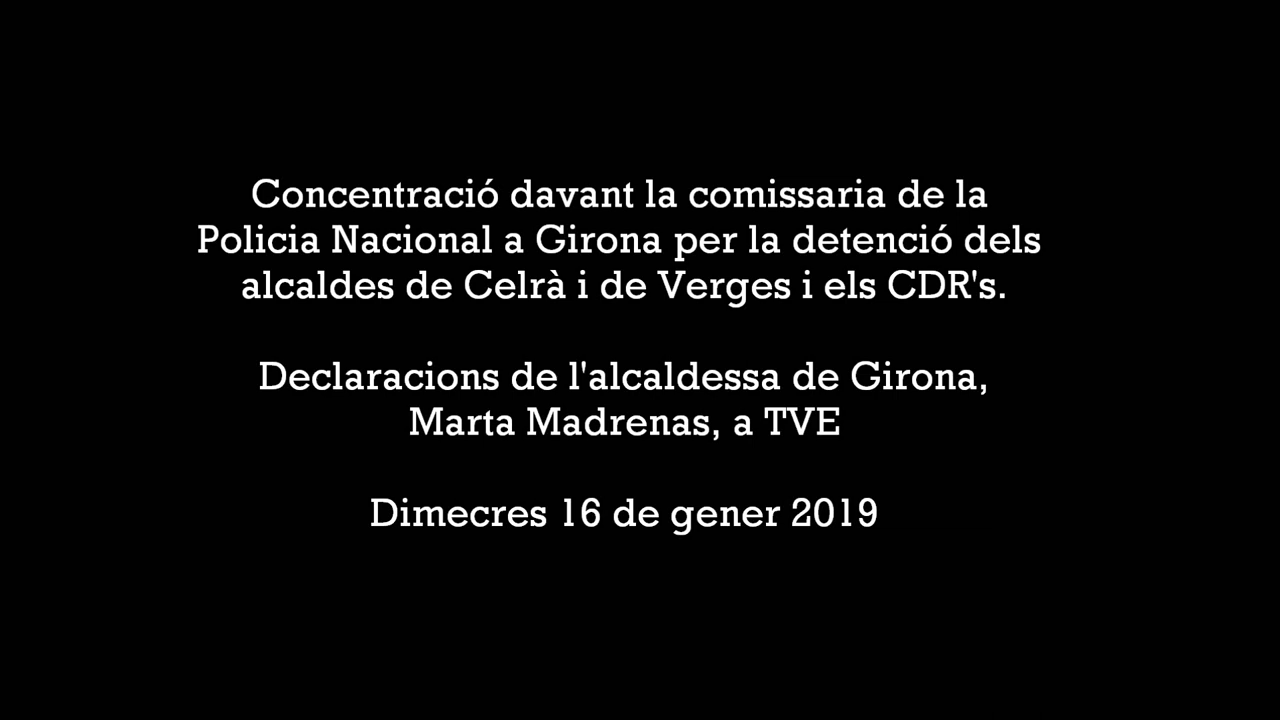 Concentració davant la comissaria de la
Policia Nacional a Girona per la detenció dels
alcaldes de Celrà i de Verges i els CDR's.
Declaracions de l'alcaldessa de Girona,
Marta Madrenas, a TVE
Dimecres 16 de gener 2019